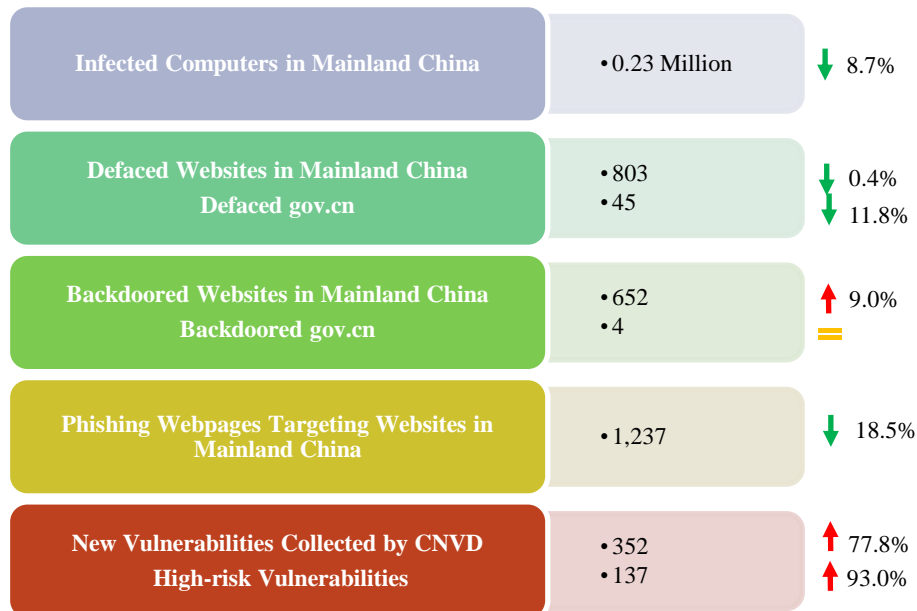 Infected Computers in Mainland China
•0.23 Million
8.7%
Defaced Websites in Mainland China
Defaced gov.cn
•803
•45
0.4%
11.8%
Backdoored Websites in Mainland China
Backdoored gov.cn
•652
•4
9.0%
Phishing Webpages Targeting Websites in
Mainland China
•1,237
18.5%
New Vulnerabilities Collected by CNVD
High-risk Vulnerabilities
•352
•137
77.8%
93.0%